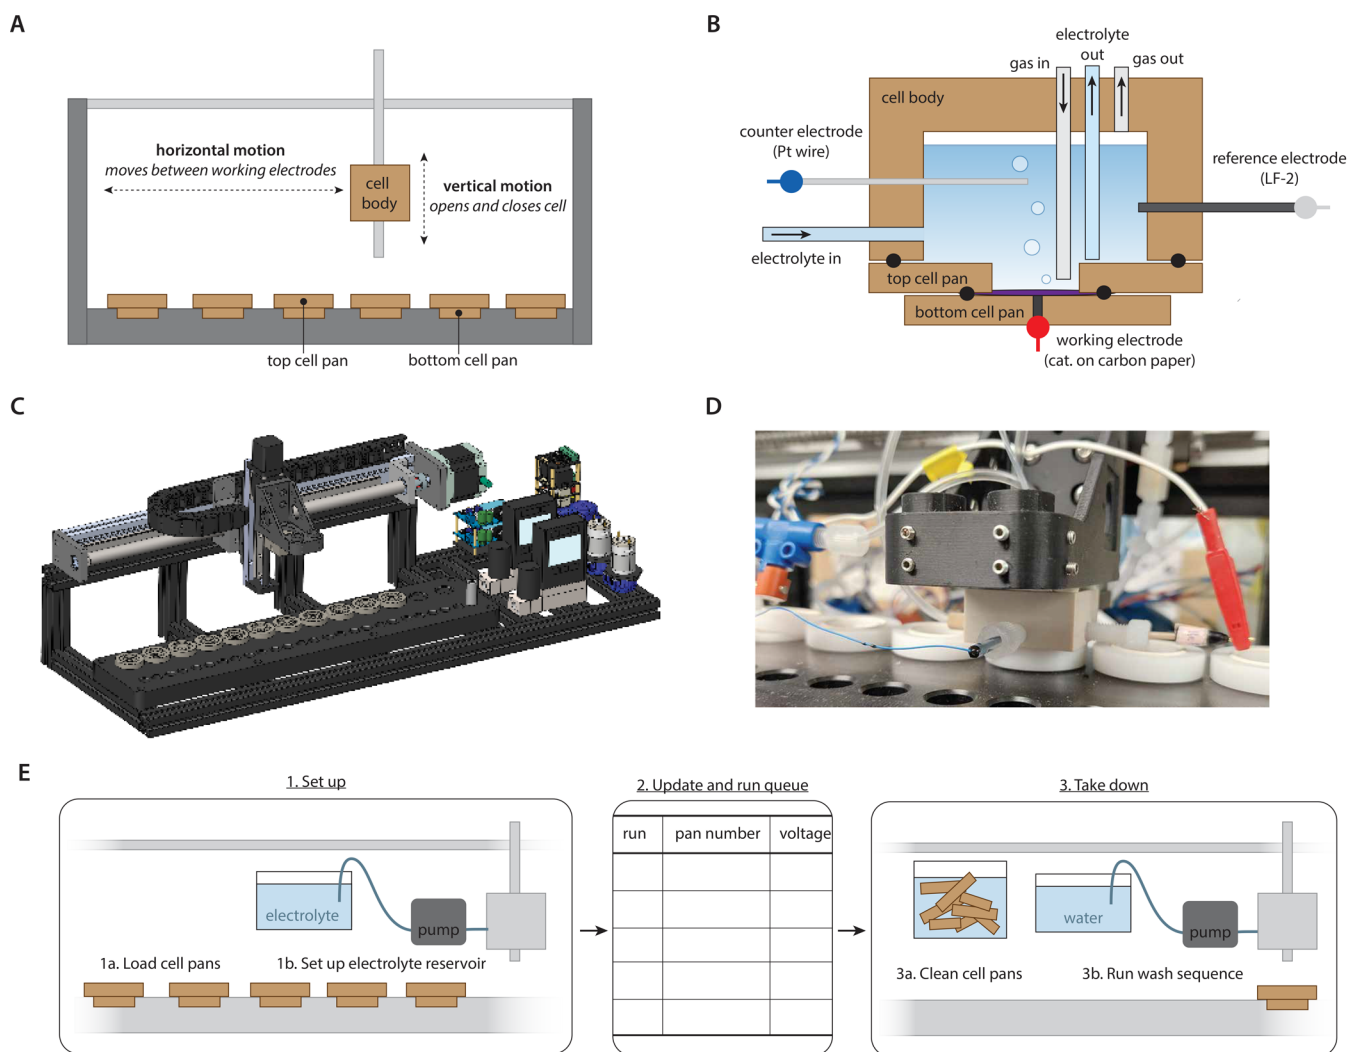 A
horizontal motion
moves between working electrodes
cell
body
vertical motion
opens and closes cell
top cell pan
bottom cell pan
B
electrolyte
out
gas in
gas out
cell body
counter electrode
(Pt wire)
reference electrode
(LF-2)
electrolyte in
top cell pan
bottom cell pan
working electrode
(cat. on carbon paper)
C
D
E
1. Set up
electrolyte
pump
1a. Load cell pans
1b. Set up electrolyte reservoir
2. Update and run queue
run
pan number
voltage
3. Take down
water
pump
3a. Clean cell pans
3b. Run wash sequence